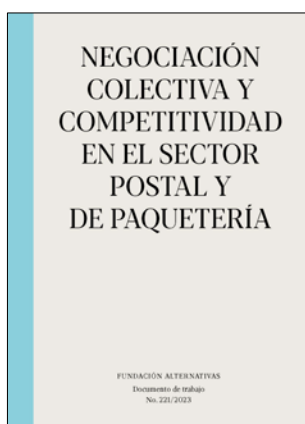 NEGOCIACIÓN
COLECTIVA Y
COMPETITIVIDAD
EN EL SECTOR
POSTAL Y
DE PAQUETERÍA
FUNDACIÓN ALTERNATIVAS
Documento de trabajo
No. 221/2023